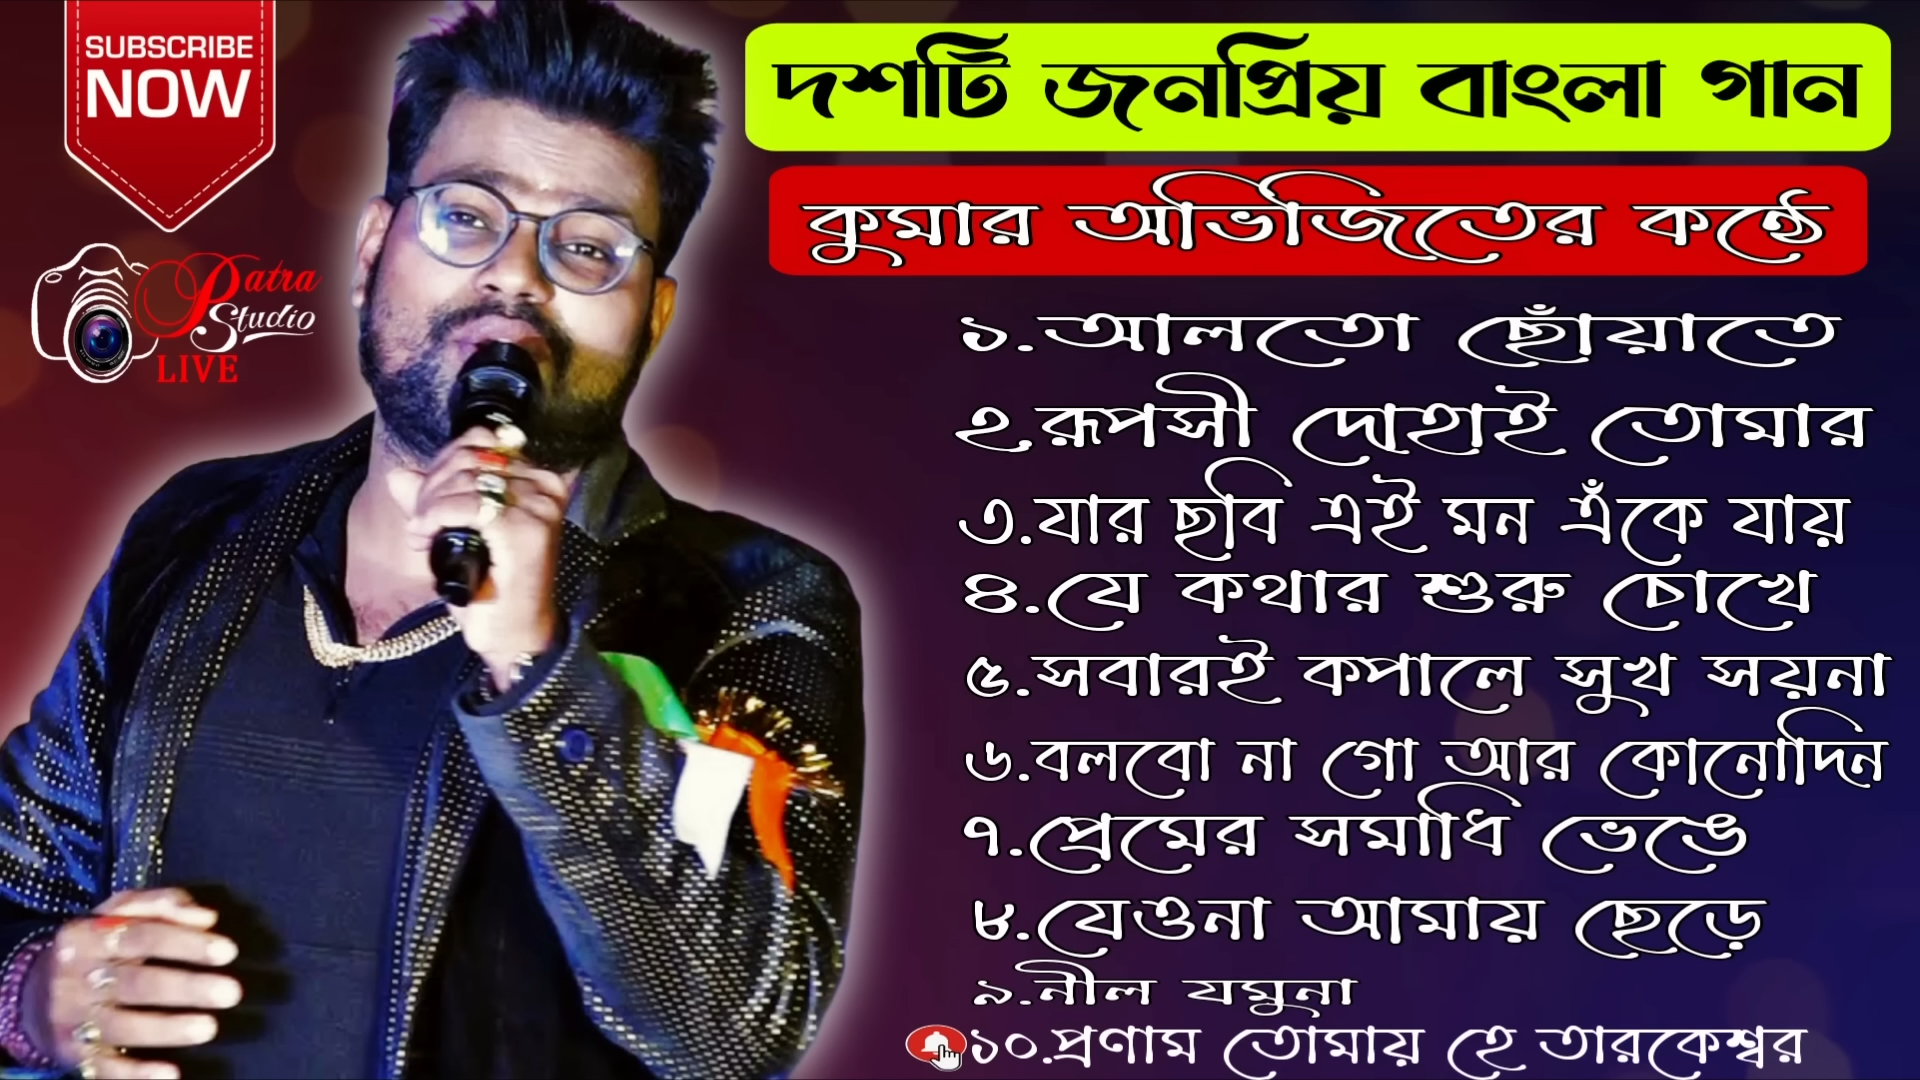 SUBSCRIBE
NOW
Patra
Studio
LIVE
দশটি জনপ্রিয় বাংলা গান
কুমার অভিজিতের কন্ঠে
১.আলতো ছোঁয়াতে
২.রূপসী দোহাই তোমার
৩.যার ছবি এই মন এঁকে যায়
৪.যে কথার শুরু চোখে
৫.সবারই কপালে সুখ সয়না
৬.বলবো না গো আর কোনোদিন
৭.প্রেমের সমাধি ভেঙে
৮.যেওনা আমায় ছেড়ে
৯.নীল যমুনা
১০.প্রণাম তোমায় হে তারকেশ্বর